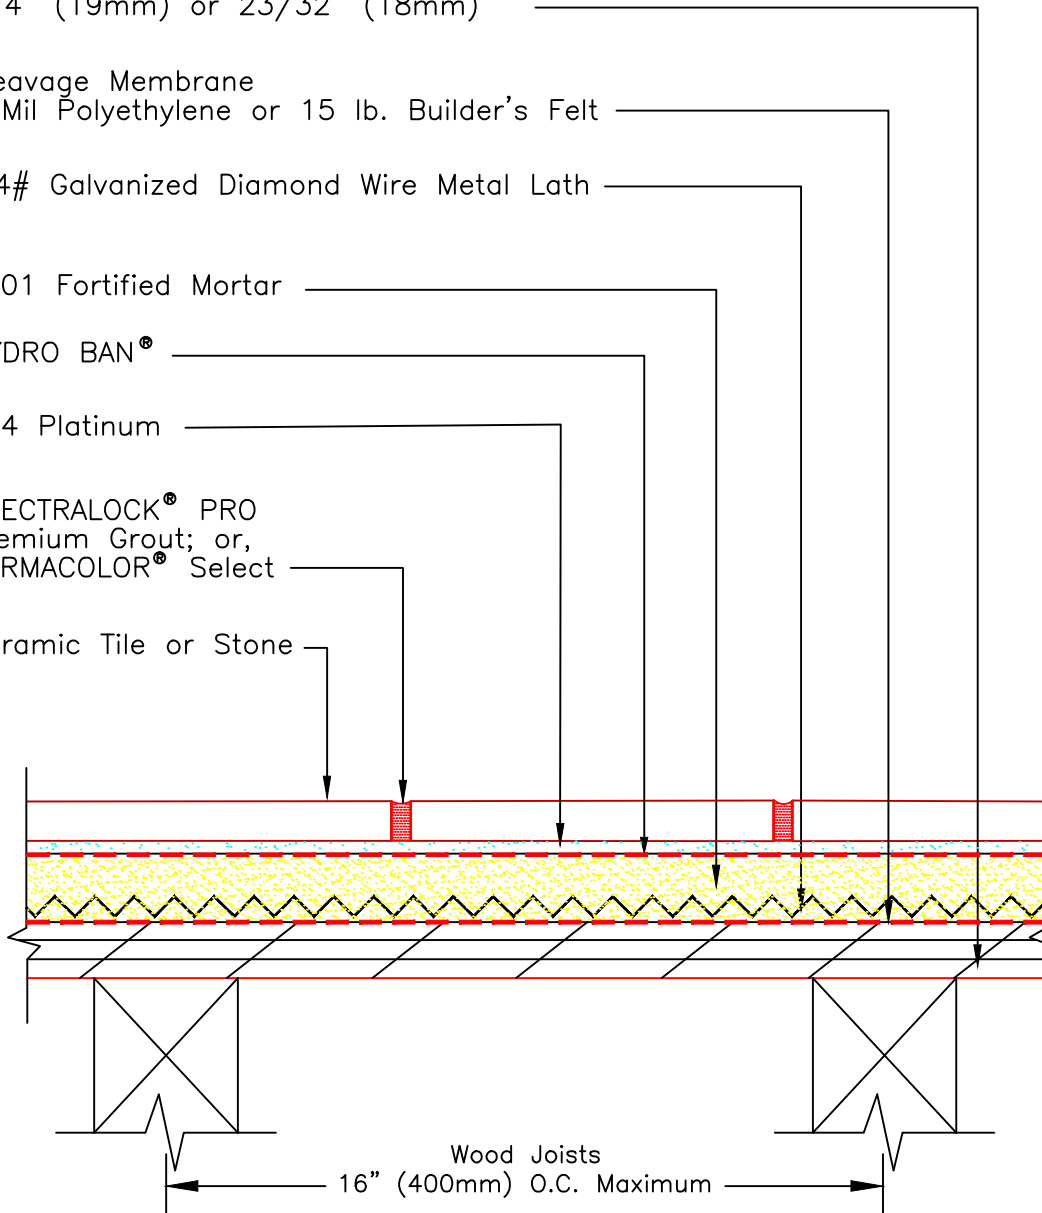 4 (19mm) or 23/32 (18mm)
eavage Membrane
Mil Polyethylene or 15 lb. Builder's Felt
4# Galvanized Diamond Wire Metal Lath
01 Fortified Mortar
YDRO BAN®
4 Platinum
ECTRALOCK® PRO
emium Grout; or,
RMACOLOR® Select
ramic Tile or Stone
Wood Joists
16” (400mm) O.C. Maximum